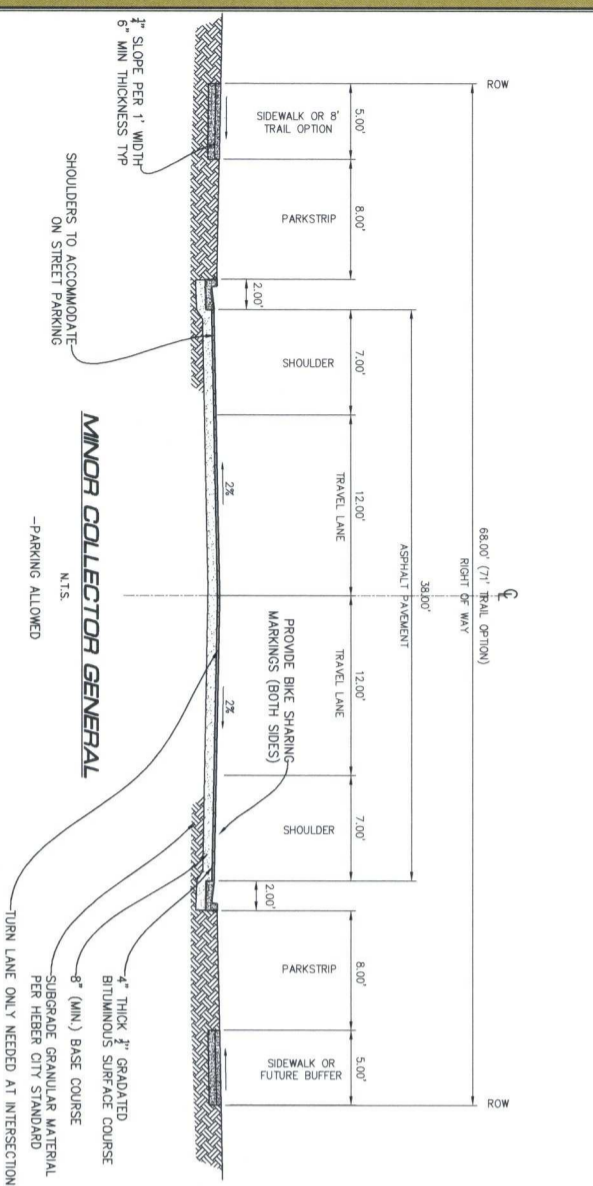 ROW
ROW
68.00' (71' TRAIL OPTION)
RIGHT OF WAY
℄
38.00'
ASPHALT PAVEMENT
5.00'
SIDEWALK OR 8'
TRAIL OPTION
8.00'
PARKSTRIP
2.00'
7.00'
SHOULDER
12.00'
TRAVEL LANE
12.00'
TRAVEL LANE
7.00'
SHOULDER
2.00'
8.00'
PARKSTRIP
5.00'
SIDEWALK OR
FUTURE BUFFER
PROVIDE BIKE SHARING
MARKINGS (BOTH SIDES)
2%
2%
¼" SLOPE PER 1' WIDTH
6" MIN THICKNESS TYP
SHOULDERS TO ACCOMMODATE
ON STREET PARKING
4" THICK ½" GRADATED
BITUMINOUS SURFACE COURSE
8" (MIN.) BASE COURSE
SUBGRADE GRANULAR MATERIAL
PER HEBER CITY STANDARD
TURN LANE ONLY NEEDED AT INTERSECTION
MINOR COLLECTOR GENERAL
N.T.S.
-PARKING ALLOWED